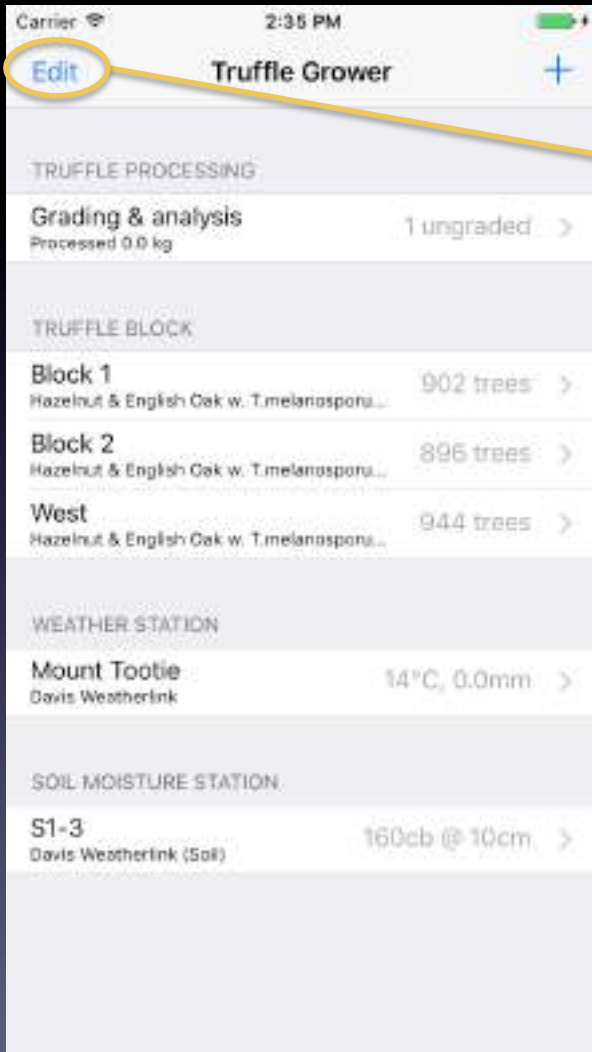 Carrier 2:35 PM
Edit Truffle Grower +
TRUFFLE PROCESSING
Grading & analysis 1 ungraded >
Processed 0.0 kg
TRUFFLE BLOCK
Block 1 902 trees >
Hazelnut & English Oak w. T.melanosporu...
Block 2 896 trees >
Hazelnut & English Oak w. T.melanosporu...
West 944 trees >
Hazelnut & English Oak w. T.melanosporu...
WEATHER STATION
Mount Tootie 14°C, 0.0mm >
Davis Weatherlink
SOIL MOISTURE STATION
S1-3 160cb @ 10cm >
Davis Weatherlink (Soil)